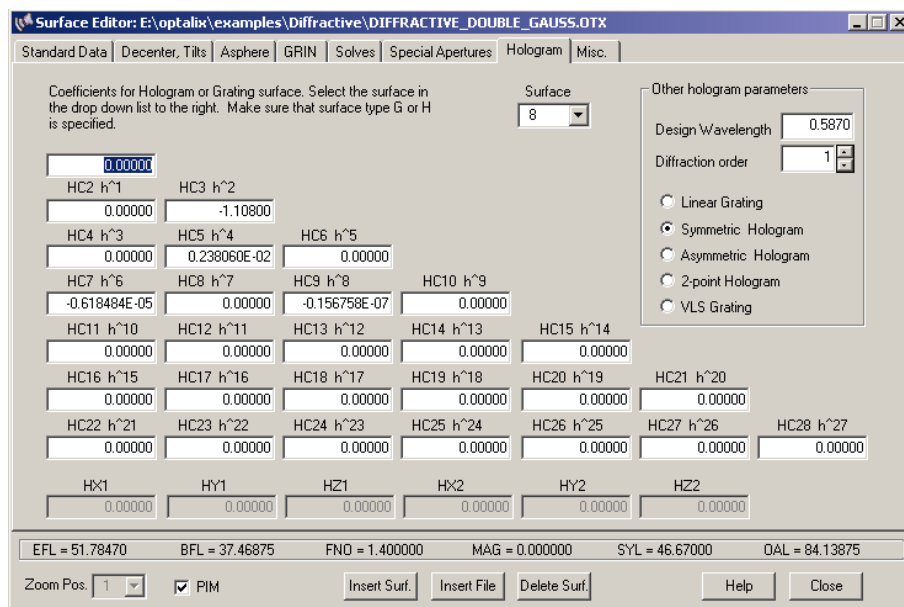 Surface Editor: E:\optalix\examples\Diffractive\DIFFRACTIVE_DOUBLE_GAUSS.OTX
Standard Data Decenter, Tilts Asphere GRIN Solves Special Apertures Hologram Misc.
Coefficients for Hologram or Grating surface. Select the surface in
the drop down list to the right. Make sure that surface type G or H
is specified.
Surface
8
Other hologram parameters
Design Wavelength 0.5870
Diffraction order 1
Linear Grating
Symmetric Hologram
Asymmetric Hologram
2-point Hologram
VLS Grating
0.00000
HC2 h^1 HC3 h^2
0.00000 -1.10800
HC4 h^3 HC5 h^4 HC6 h^5
0.00000 0.238060E-02 0.00000
HC7 h^6 HC8 h^7 HC9 h^8 HC10 h^9
-0.618484E-05 0.00000 -0.156758E-07 0.00000
HC11 h^10 HC12 h^11 HC13 h^12 HC14 h^13 HC15 h^14
0.00000 0.00000 0.00000 0.00000 0.00000
HC16 h^15 HC17 h^16 HC18 h^17 HC19 h^18 HC20 h^19 HC21 h^20
0.00000 0.00000 0.00000 0.00000 0.00000 0.00000
HC22 h^21 HC23 h^22 HC24 h^23 HC25 h^24 HC26 h^25 HC27 h^26 HC28 h^27
0.00000 0.00000 0.00000 0.00000 0.00000 0.00000 0.00000
HX1 HY1 HZ1 HX2 HY2 HZ2
0.00000 0.00000 0.00000 0.00000 0.00000 0.00000
EFL = 51.78470 BFL = 37.46875 FNO = 1.400000 MAG = 0.000000 SYL = 46.67000 OAL = 84.13875
Zoom Pos. 1 PIM Insert Surf. Insert File Delete Surf. Help Close